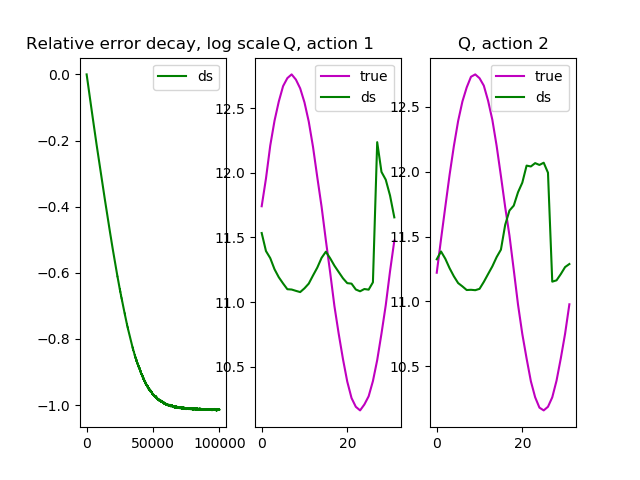 Relative error decay, log scale
ds
0.0
−0.2
−0.4
−0.6
−0.8
−1.0
0
50000
100000
Q, action 1
true
ds
12.5
12.0
11.5
11.0
10.5
0
20
Q, action 2
true
ds
12.5
12.0
11.5
11.0
10.5
0
20